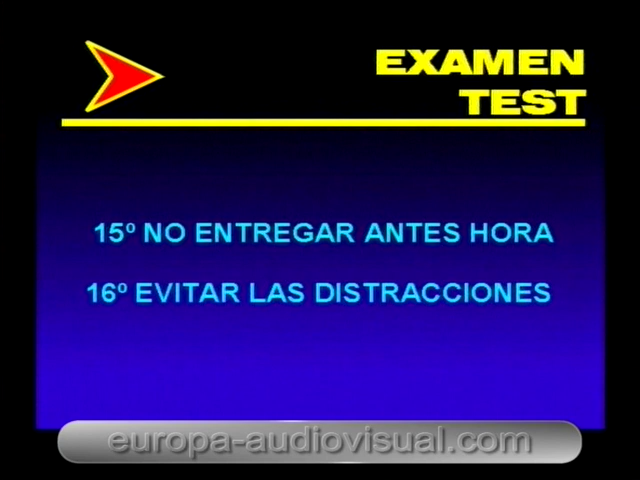 EXAMEN
TEST
15º NO ENTREGAR ANTES HORA
16º EVITAR LAS DISTRACCIONES
europa-audiovisual.com